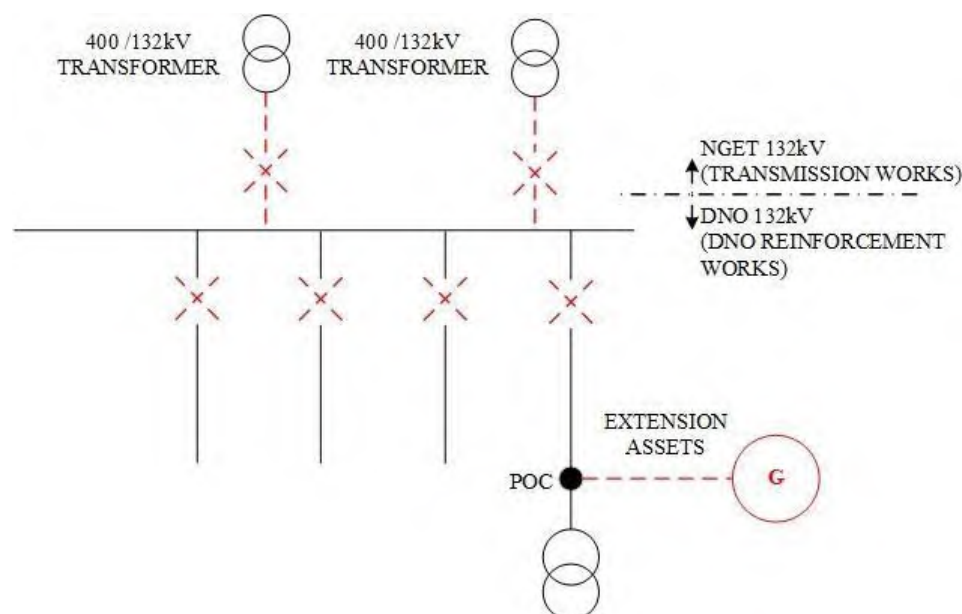 400 /132kV
TRANSFORMER
400 /132kV
TRANSFORMER
NGET 132kV
(TRANSMISSION WORKS)
DNO 132kV
(DNO REINFORCEMENT
WORKS)
EXTENSION
ASSETS
POC
G